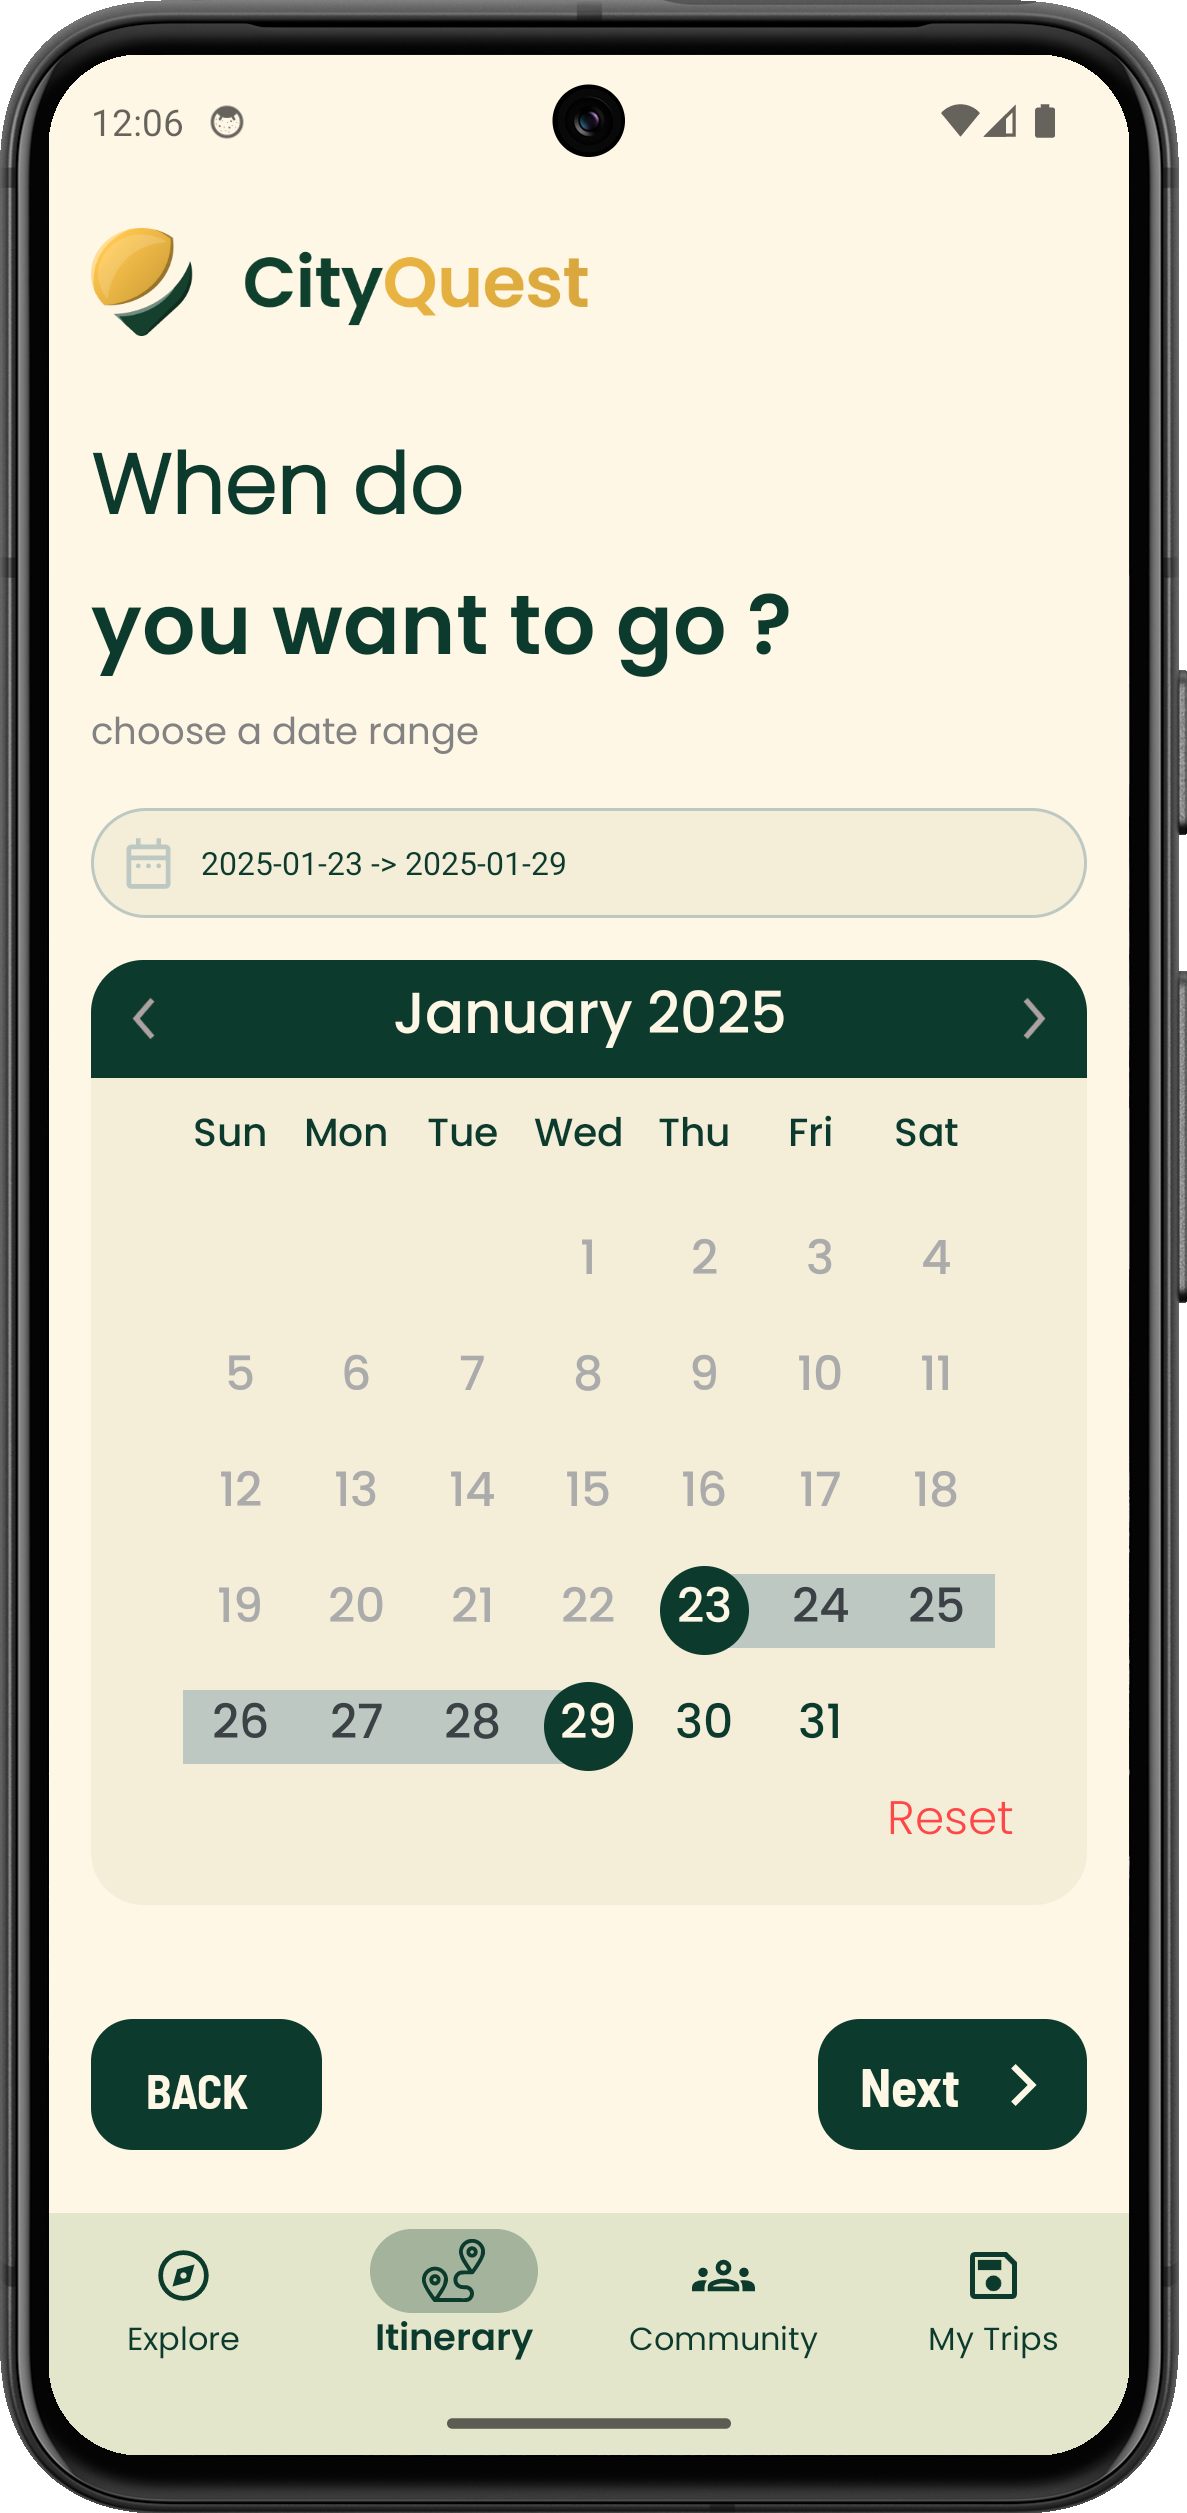 12:06
CityQuest
When do
you want to go ?
choose a date range
2025-01-23 -> 2025-01-29
January 2025
Sun Mon Tue Wed Thu Fri Sat
1 2 3 4
5 6 7 8 9 10 11
12 13 14 15 16 17 18
19 20 21 22 23 24 25
26 27 28 29 30 31
Reset
BACK Next
Explore Itinerary Community My Trips